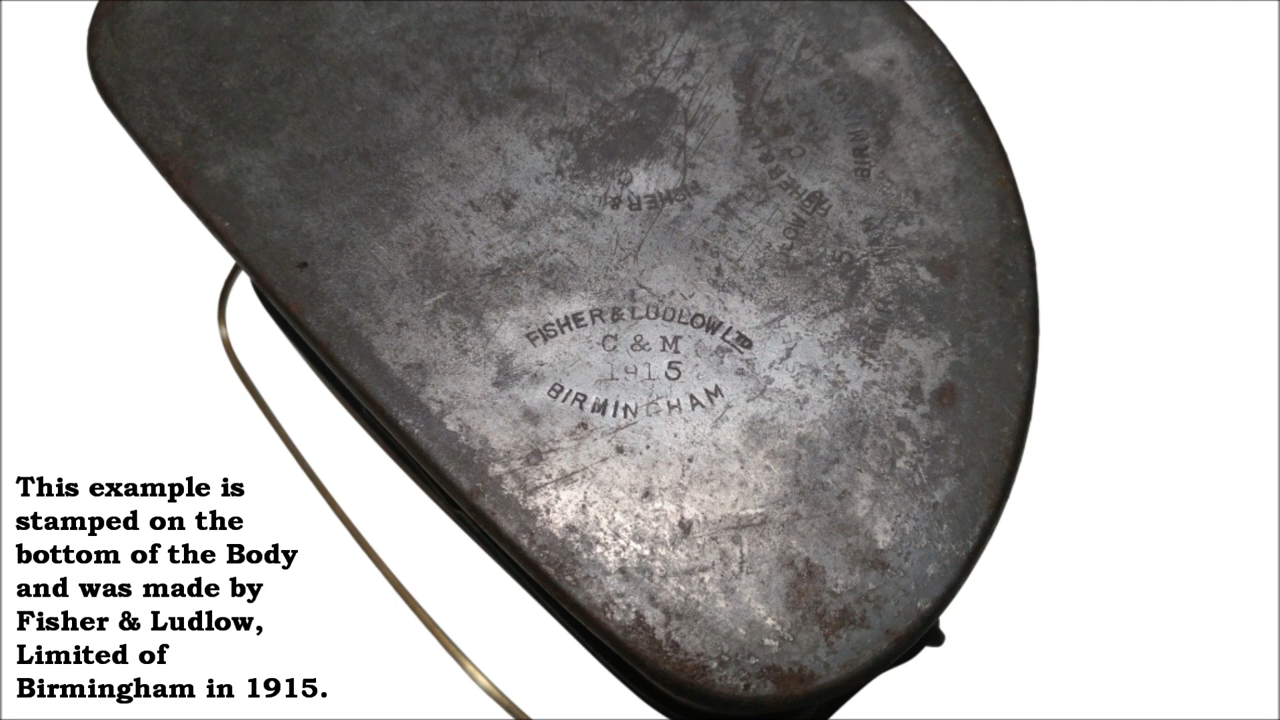 FISHER &
FISHER & LUDLOW LTD
C & M
1915
BIRMINGHAM
This example is
stamped on the
bottom of the Body
and was made by
Fisher & Ludlow,
Limited of
Birmingham in 1915.